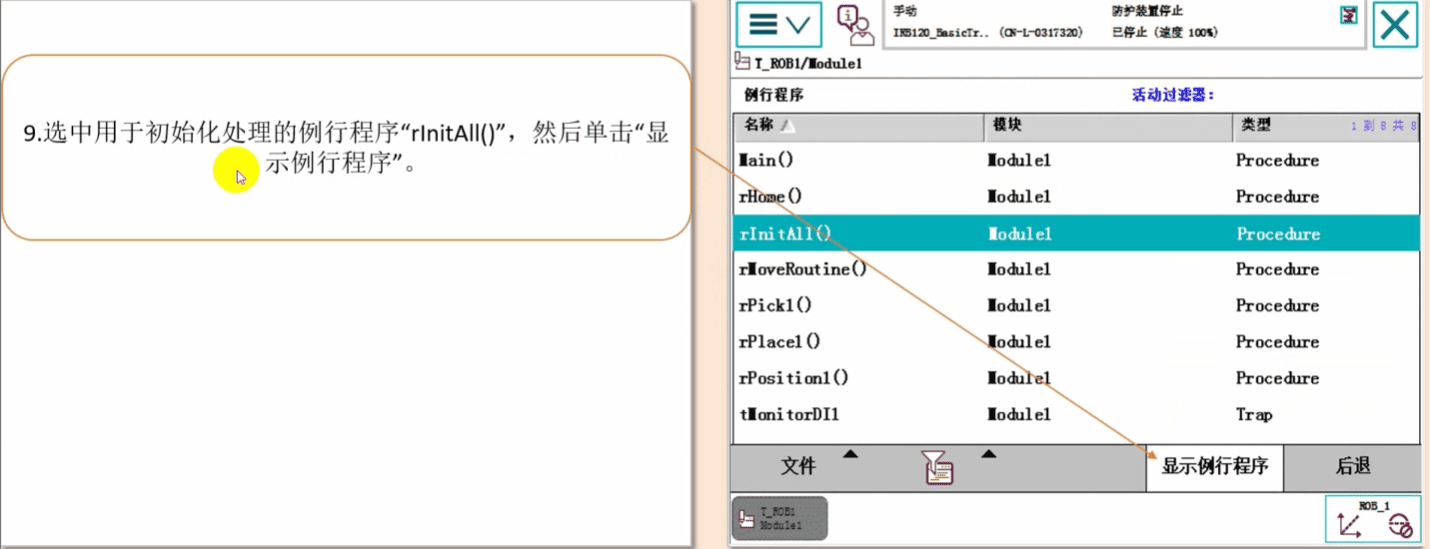 9.选中用于初始化处理的例行程序“rInitAll()”，然后单击“显
示例行程序”。
手动
防护装置停止
IRB120_BasicTr.. (CN-L-0317320)
已停止 (速度 100%)
T_ROB1/Module1
例行程序
活动过滤器：
名称
模块
类型
1 到 8 共 8
Main()
Module1
Procedure
rHome()
Module1
Procedure
rInitAll()
Module1
Procedure
rMoveRoutine()
Module1
Procedure
rPick1()
Module1
Procedure
rPlace1()
Module1
Procedure
rPosition1()
Module1
Procedure
tMonitorDI1
Module1
Trap
文件
显示例行程序
后退
T_ROB1
Module1
ROB_1